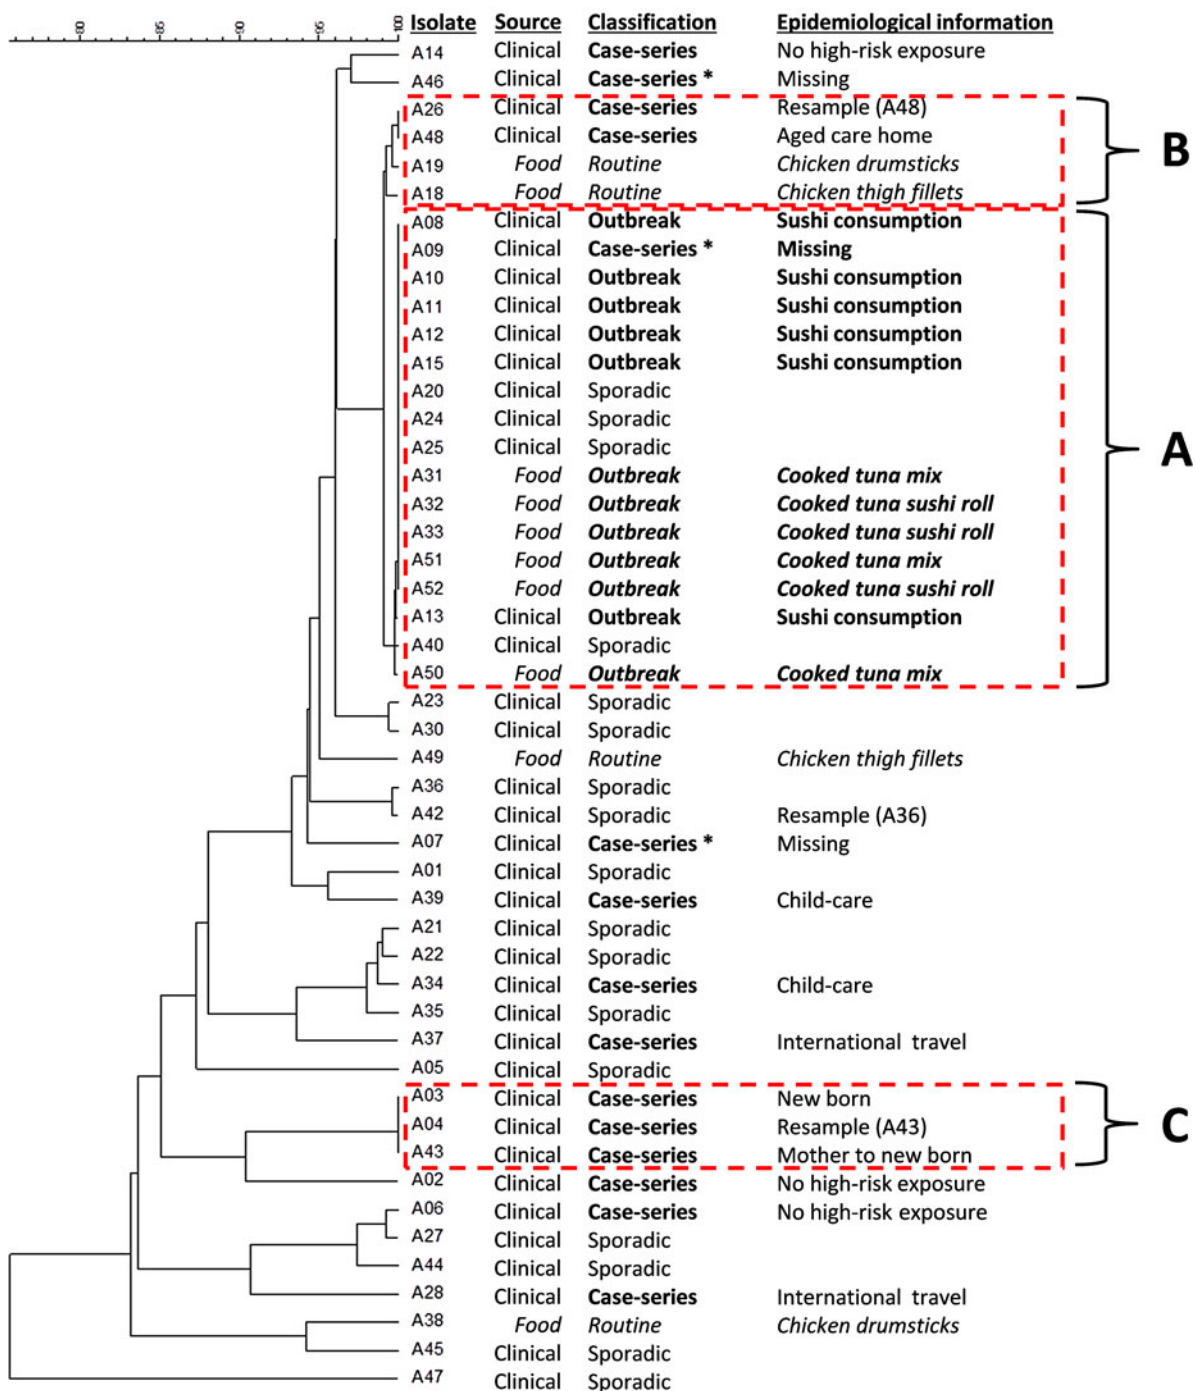 80 85 90 95 100
Isolate Source Classification Epidemiological information
A14 Clinical Case-series No high-risk exposure
A46 Clinical Case-series * Missing
A26 Clinical Case-series Resample (A48)
A48 Clinical Case-series Aged care home
B
A19 Food Routine Chicken drumsticks
A18 Food Routine Chicken thigh fillets
A08 Clinical Outbreak Sushi consumption
A09 Clinical Case-series * Missing
A10 Clinical Outbreak Sushi consumption
A11 Clinical Outbreak Sushi consumption
A12 Clinical Outbreak Sushi consumption
A15 Clinical Outbreak Sushi consumption
A20 Clinical Sporadic
A24 Clinical Sporadic
A25 Clinical Sporadic
A
A31 Food Outbreak Cooked tuna mix
A32 Food Outbreak Cooked tuna sushi roll
A33 Food Outbreak Cooked tuna sushi roll
A51 Food Outbreak Cooked tuna mix
A52 Food Outbreak Cooked tuna sushi roll
A13 Clinical Outbreak Sushi consumption
A40 Clinical Sporadic
A50 Food Outbreak Cooked tuna mix
A23 Clinical Sporadic
A30 Clinical Sporadic
A49 Food Routine Chicken thigh fillets
A36 Clinical Sporadic
A42 Clinical Sporadic Resample (A36)
A07 Clinical Case-series * Missing
A01 Clinical Sporadic
A39 Clinical Case-series Child-care
A21 Clinical Sporadic
A22 Clinical Sporadic
A34 Clinical Case-series Child-care
A35 Clinical Sporadic
A37 Clinical Case-series International travel
A05 Clinical Sporadic
A03 Clinical Case-series New born
A04 Clinical Case-series Resample (A43)
C
A43 Clinical Case-series Mother to new born
A02 Clinical Case-series No high-risk exposure
A06 Clinical Case-series No high-risk exposure
A27 Clinical Sporadic
A44 Clinical Sporadic
A28 Clinical Case-series International travel
A38 Food Routine Chicken drumsticks
A45 Clinical Sporadic
A47 Clinical Sporadic